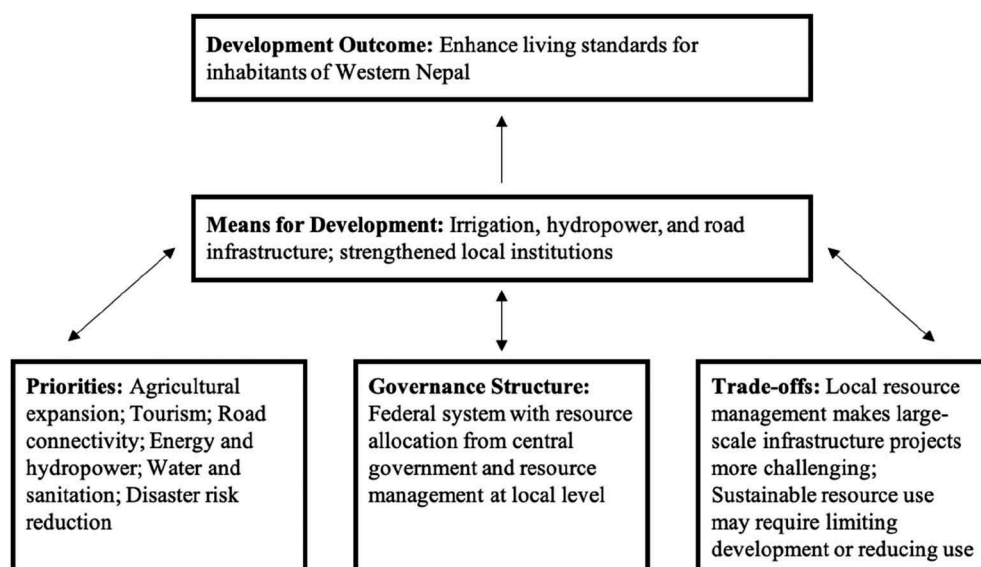 Development Outcome: Enhance living standards for
inhabitants of Western Nepal
Means for Development: Irrigation, hydropower, and road
infrastructure; strengthened local institutions
Priorities: Agricultural
expansion; Tourism; Road
connectivity; Energy and
hydropower; Water and
sanitation; Disaster risk
reduction
Governance Structure:
Federal system with resource
allocation from central
government and resource
management at local level
Trade-offs: Local resource
management makes large-
scale infrastructure projects
more challenging;
Sustainable resource use
may require limiting
development or reducing use